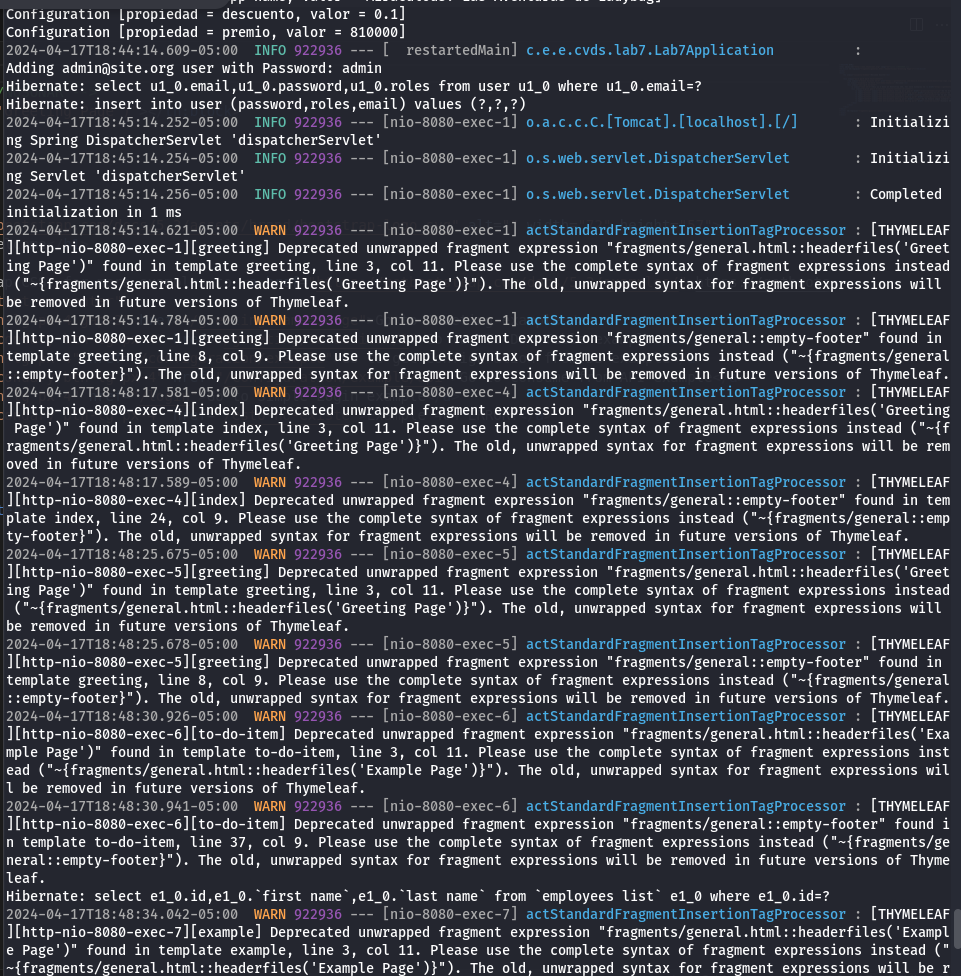 Configuration [propiedad = descuento, valor = 0.1]
Configuration [propiedad = premio, valor = 810000]
2024-04-17T18:44:14.609-05:00  INFO 922936 --- [  restartedMain] c.e.e.cvds.lab7.Lab7Application          :
Adding admin@site.org user with Password: admin
Hibernate: select u1_0.email,u1_0.password,u1_0.roles from user u1_0 where u1_0.email=?
Hibernate: insert into user (password,roles,email) values (?,?,?)
2024-04-17T18:45:14.252-05:00  INFO 922936 --- [nio-8080-exec-1] o.a.c.c.C.[Tomcat].[localhost].[/]       : Initializi
ng Spring DispatcherServlet 'dispatcherServlet'
2024-04-17T18:45:14.254-05:00  INFO 922936 --- [nio-8080-exec-1] o.s.web.servlet.DispatcherServlet        : Initializi
ng Servlet 'dispatcherServlet'
2024-04-17T18:45:14.256-05:00  INFO 922936 --- [nio-8080-exec-1] o.s.web.servlet.DispatcherServlet        : Completed
initialization in 1 ms
2024-04-17T18:45:14.621-05:00  WARN 922936 --- [nio-8080-exec-1] actStandardFragmentInsertionTagProcessor : [THYMELEAF
][http-nio-8080-exec-1][greeting] Deprecated unwrapped fragment expression "fragments/general.html::headerfiles('Greet
ing Page')" found in template greeting, line 3, col 11. Please use the complete syntax of fragment expressions instead
 ("~{fragments/general.html::headerfiles('Greeting Page')}"). The old, unwrapped syntax for fragment expressions will
be removed in future versions of Thymeleaf.
2024-04-17T18:45:14.784-05:00  WARN 922936 --- [nio-8080-exec-1] actStandardFragmentInsertionTagProcessor : [THYMELEAF
][http-nio-8080-exec-1][greeting] Deprecated unwrapped fragment expression "fragments/general::empty-footer" found in
template greeting, line 8, col 9. Please use the complete syntax of fragment expressions instead ("~{fragments/general
::empty-footer}"). The old, unwrapped syntax for fragment expressions will be removed in future versions of Thymeleaf.
2024-04-17T18:48:17.581-05:00  WARN 922936 --- [nio-8080-exec-4] actStandardFragmentInsertionTagProcessor : [THYMELEAF
][http-nio-8080-exec-4][index] Deprecated unwrapped fragment expression "fragments/general.html::headerfiles('Greeting
 Page')" found in template index, line 3, col 11. Please use the complete syntax of fragment expressions instead ("~{f
ragments/general.html::headerfiles('Greeting Page')}"). The old, unwrapped syntax for fragment expressions will be rem
oved in future versions of Thymeleaf.
2024-04-17T18:48:17.589-05:00  WARN 922936 --- [nio-8080-exec-4] actStandardFragmentInsertionTagProcessor : [THYMELEAF
][http-nio-8080-exec-4][index] Deprecated unwrapped fragment expression "fragments/general::empty-footer" found in tem
plate index, line 24, col 9. Please use the complete syntax of fragment expressions instead ("~{fragments/general::emp
ty-footer}"). The old, unwrapped syntax for fragment expressions will be removed in future versions of Thymeleaf.
2024-04-17T18:48:25.675-05:00  WARN 922936 --- [nio-8080-exec-5] actStandardFragmentInsertionTagProcessor : [THYMELEAF
][http-nio-8080-exec-5][greeting] Deprecated unwrapped fragment expression "fragments/general.html::headerfiles('Greet
ing Page')" found in template greeting, line 3, col 11. Please use the complete syntax of fragment expressions instead
 ("~{fragments/general.html::headerfiles('Greeting Page')}"). The old, unwrapped syntax for fragment expressions will
be removed in future versions of Thymeleaf.
2024-04-17T18:48:25.678-05:00  WARN 922936 --- [nio-8080-exec-5] actStandardFragmentInsertionTagProcessor : [THYMELEAF
][http-nio-8080-exec-5][greeting] Deprecated unwrapped fragment expression "fragments/general::empty-footer" found in
template greeting, line 8, col 9. Please use the complete syntax of fragment expressions instead ("~{fragments/general
::empty-footer}"). The old, unwrapped syntax for fragment expressions will be removed in future versions of Thymeleaf.
2024-04-17T18:48:30.926-05:00  WARN 922936 --- [nio-8080-exec-6] actStandardFragmentInsertionTagProcessor : [THYMELEAF
][http-nio-8080-exec-6][to-do-item] Deprecated unwrapped fragment expression "fragments/general.html::headerfiles('Exa
mple Page')" found in template to-do-item, line 3, col 11. Please use the complete syntax of fragment expressions inst
ead ("~{fragments/general.html::headerfiles('Example Page')}"). The old, unwrapped syntax for fragment expressions wil
l be removed in future versions of Thymeleaf.
2024-04-17T18:48:30.941-05:00  WARN 922936 --- [nio-8080-exec-6] actStandardFragmentInsertionTagProcessor : [THYMELEAF
][http-nio-8080-exec-6][to-do-item] Deprecated unwrapped fragment expression "fragments/general::empty-footer" found i
n template to-do-item, line 37, col 9. Please use the complete syntax of fragment expressions instead ("~{fragments/ge
neral::empty-footer}"). The old, unwrapped syntax for fragment expressions will be removed in future versions of Thyme
leaf.
Hibernate: select e1_0.id,e1_0.`first name`,e1_0.`last name` from `employees list` e1_0 where e1_0.id=?
2024-04-17T18:48:34.042-05:00  WARN 922936 --- [nio-8080-exec-7] actStandardFragmentInsertionTagProcessor : [THYMELEAF
][http-nio-8080-exec-7][example] Deprecated unwrapped fragment expression "fragments/general.html::headerfiles('Exampl
e Page')" found in template example, line 3, col 11. Please use the complete syntax of fragment expressions instead ("
~{fragments/general.html::headerfiles('Example Page')}"). The old, unwrapped syntax for fragment expressions will be r